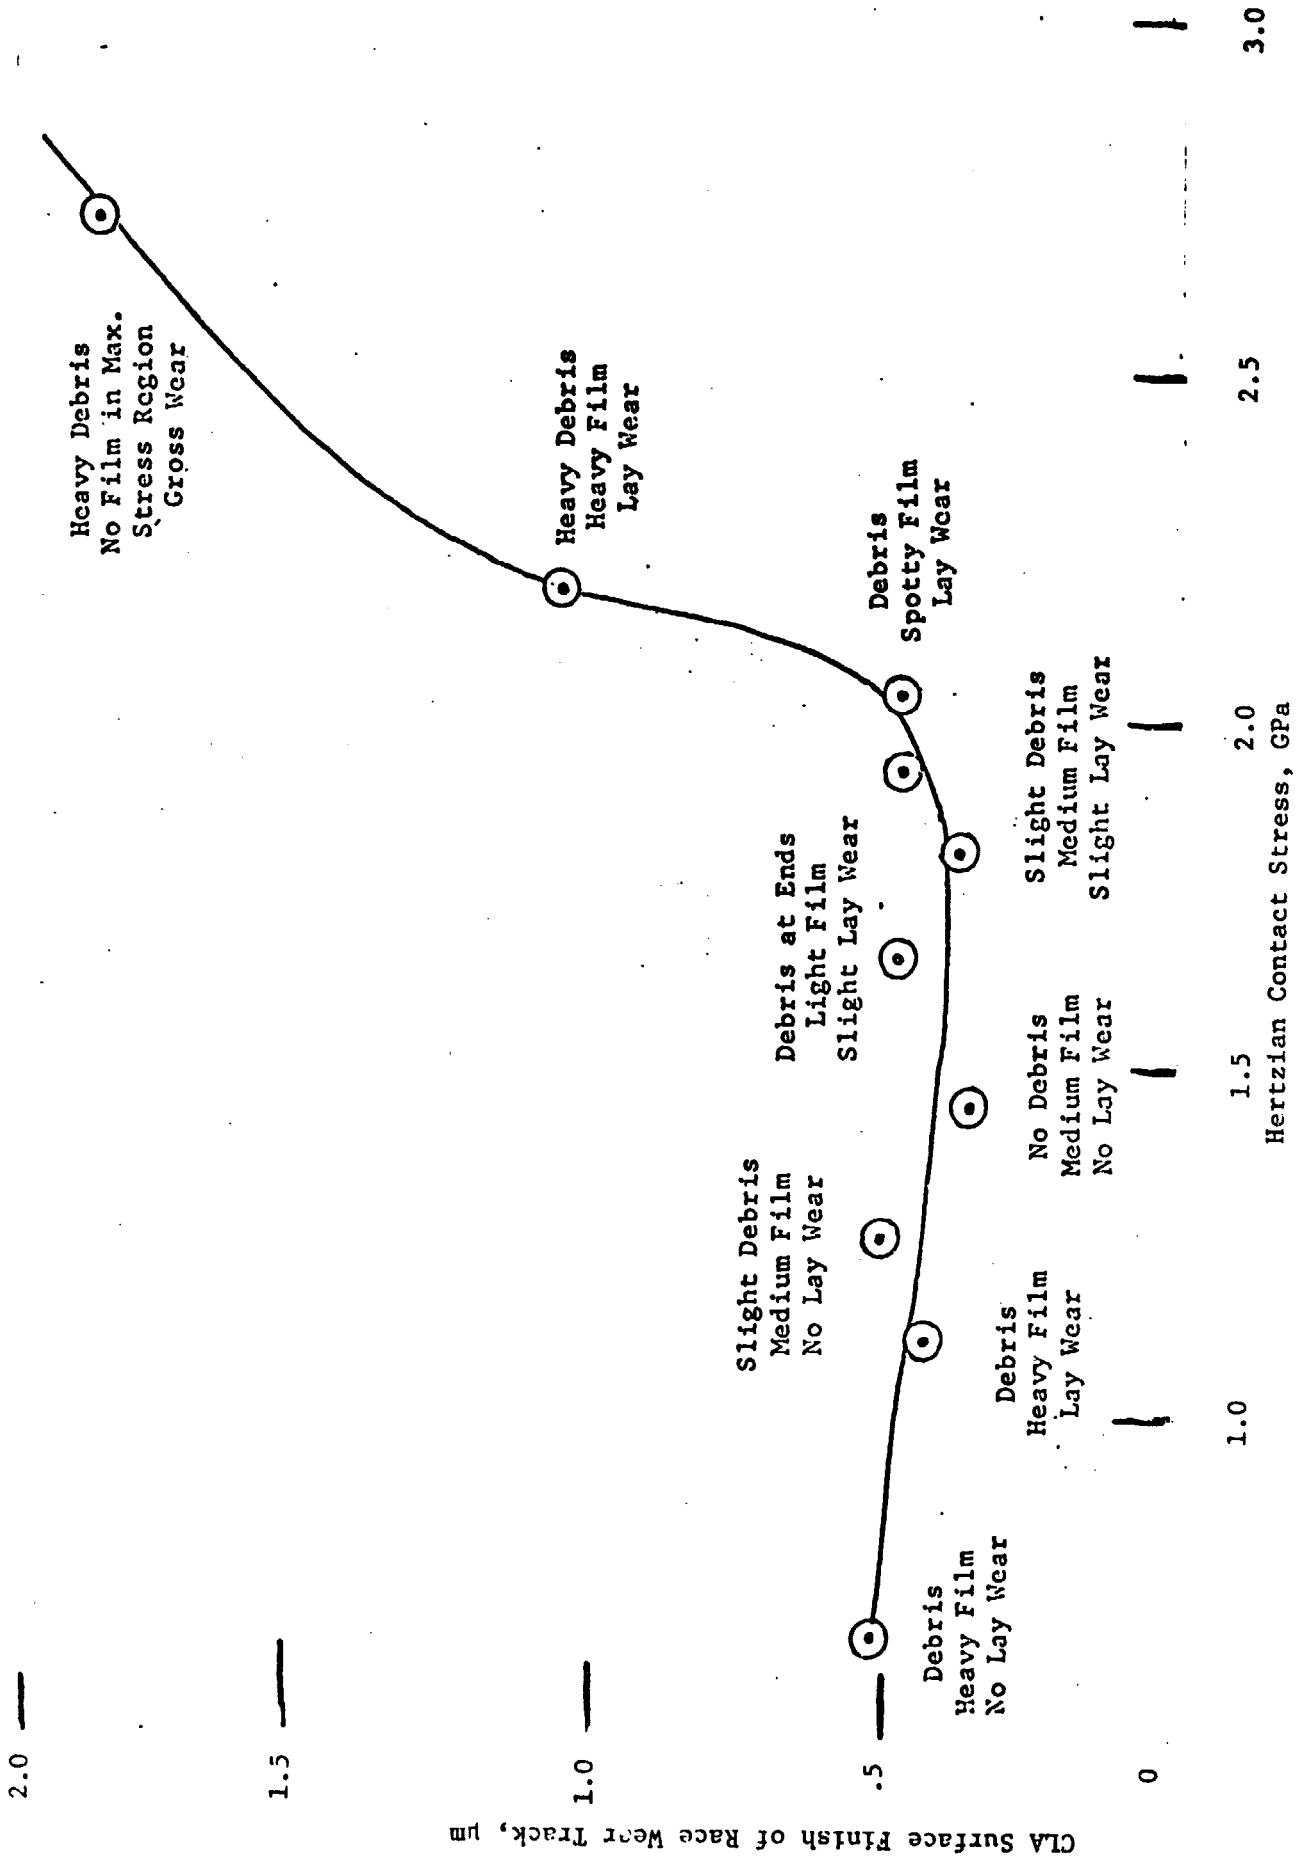 2.0
1.5
1.0
.5
0
CLA Surface Finish of Race Wear Track, μm
Heavy Debris
No Film in Max.
Stress Region
Gross Wear
Heavy Debris
Heavy Film
Lay Wear
Debris
Spotty Film
Lay Wear
Slight Debris
Medium Film
Slight Lay Wear
Debris at Ends
Light Film
Slight Lay Wear
No Debris
Medium Film
No Lay Wear
Slight Debris
Medium Film
No Lay Wear
Debris
Heavy Film
Lay Wear
Debris
Heavy Film
No Lay Wear
1.0
1.5
2.0
2.5
3.0
Hertzian Contact Stress, GPa